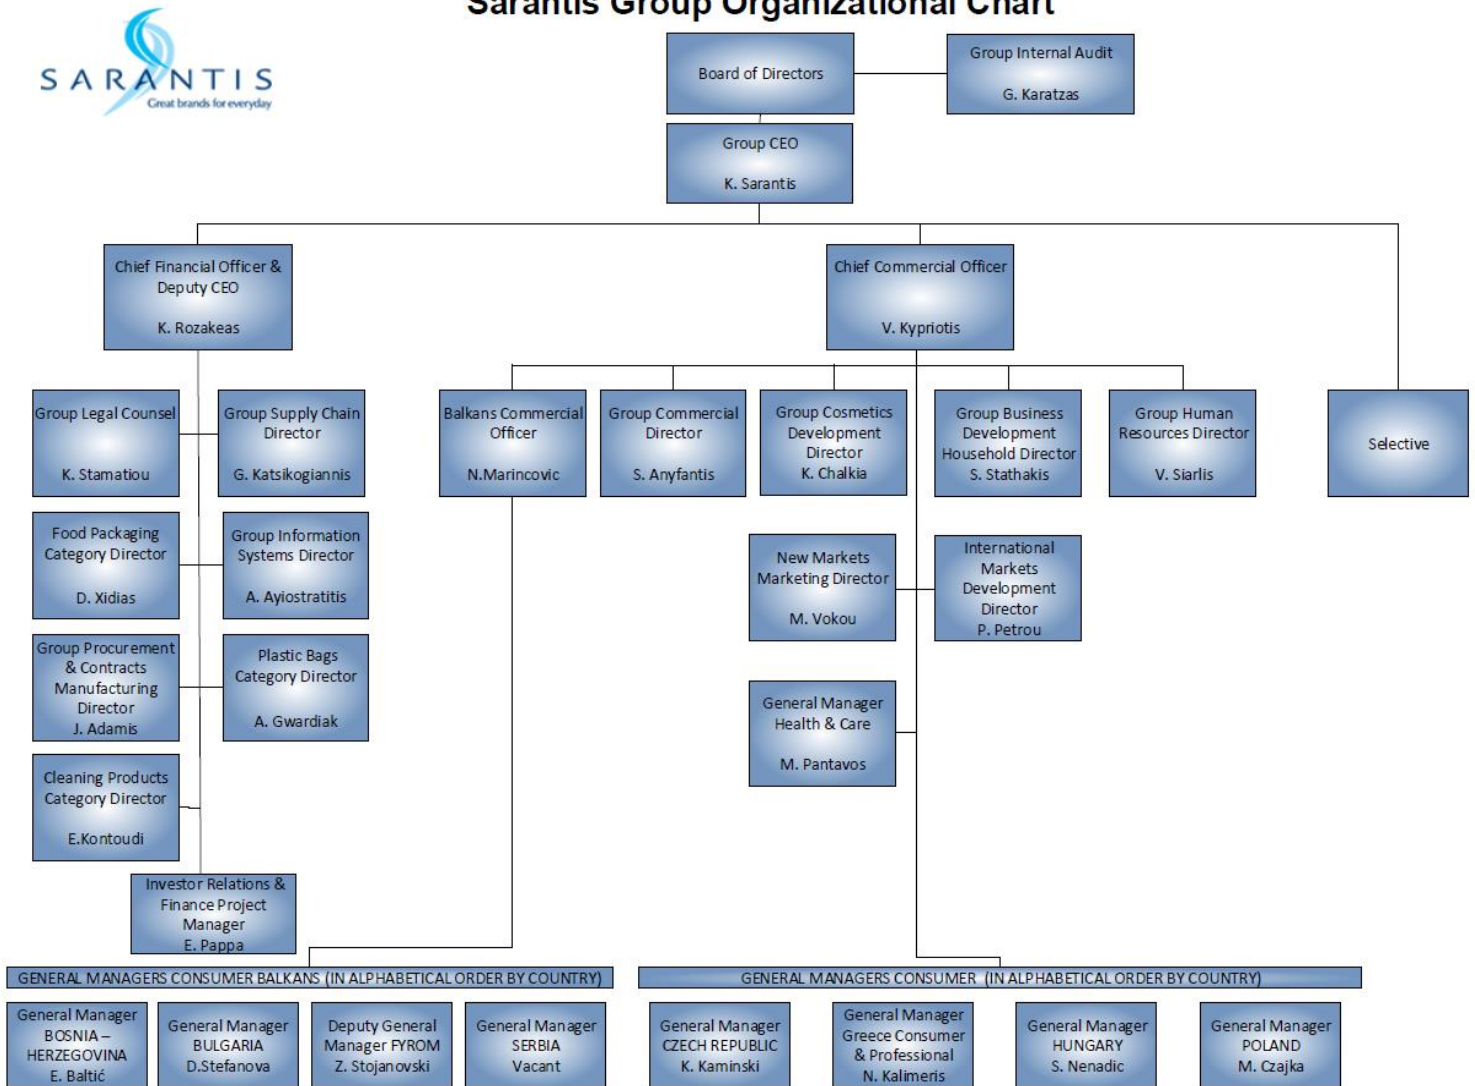 Sarantis Group Organizational Chart
SARANTIS
Great brands for everyday
Board of Directors
Group Internal Audit
G. Karatzas
Group CEO
K. Sarantis
Chief Financial Officer &
Deputy CEO
K. Rozakeas
Chief Commercial Officer
V. Kypriotis
Group Legal Counsel
K. Stamatiou
Group Supply Chain
Director
G. Katsikogiannis
Balkans Commercial
Officer
N.Marincovic
Group Commercial
Director
S. Anyfantis
Group Cosmetics
Development
Director
K. Chalkia
Group Business
Development
Household Director
S. Stathakis
Group Human
Resources Director
V. Siarlis
Selective
Food Packaging
Category Director
D. Xidias
Group Information
Systems Director
A. Ayiostratitis
New Markets
Marketing Director
M. Vokou
International
Markets
Development
Director
P. Petrou
Group Procurement
& Contracts
Manufacturing
Director
J. Adamis
Plastic Bags
Category Director
A. Gwardiak
General Manager
Health & Care
M. Pantavos
Cleaning Products
Category Director
E.Kontoudi
Investor Relations &
Finance Project
Manager
E. Pappa
GENERAL MANAGERS CONSUMER BALKANS (IN ALPHABETICAL ORDER BY COUNTRY)
GENERAL MANAGERS CONSUMER (IN ALPHABETICAL ORDER BY COUNTRY)
General Manager
BOSNIA –
HERZEGOVINA
E. Baltić
General Manager
BULGARIA
D.Stefanova
Deputy General
Manager FYROM
Z. Stojanovski
General Manager
SERBIA
Vacant
General Manager
CZECH REPUBLIC
K. Kaminski
General Manager
Greece Consumer
& Professional
N. Kalimeris
General Manager
HUNGARY
S. Nenadic
General Manager
POLAND
M. Czajka